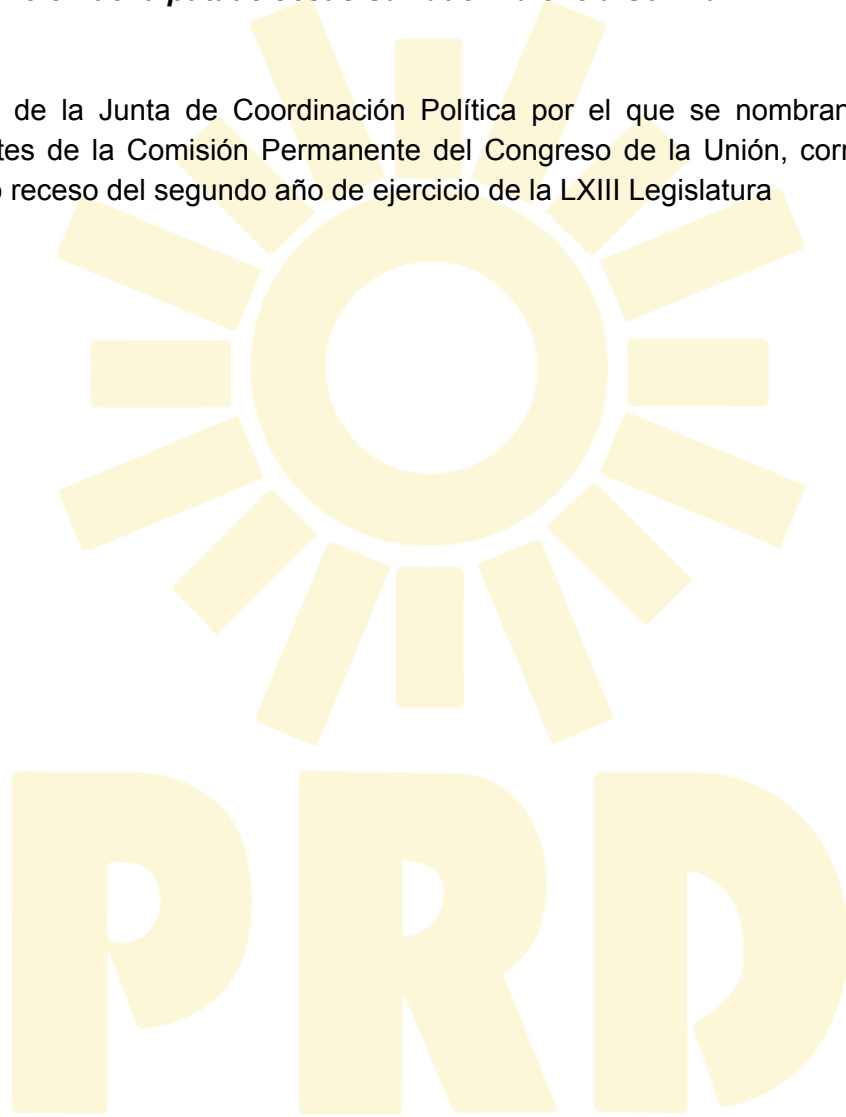 de la Junta de Coordinación Política por el que se nombran
tes de la Comisión Permanente del Congreso de la Unión, corr
o receso del segundo año de ejercicio de la LXIII Legislatura
PRD